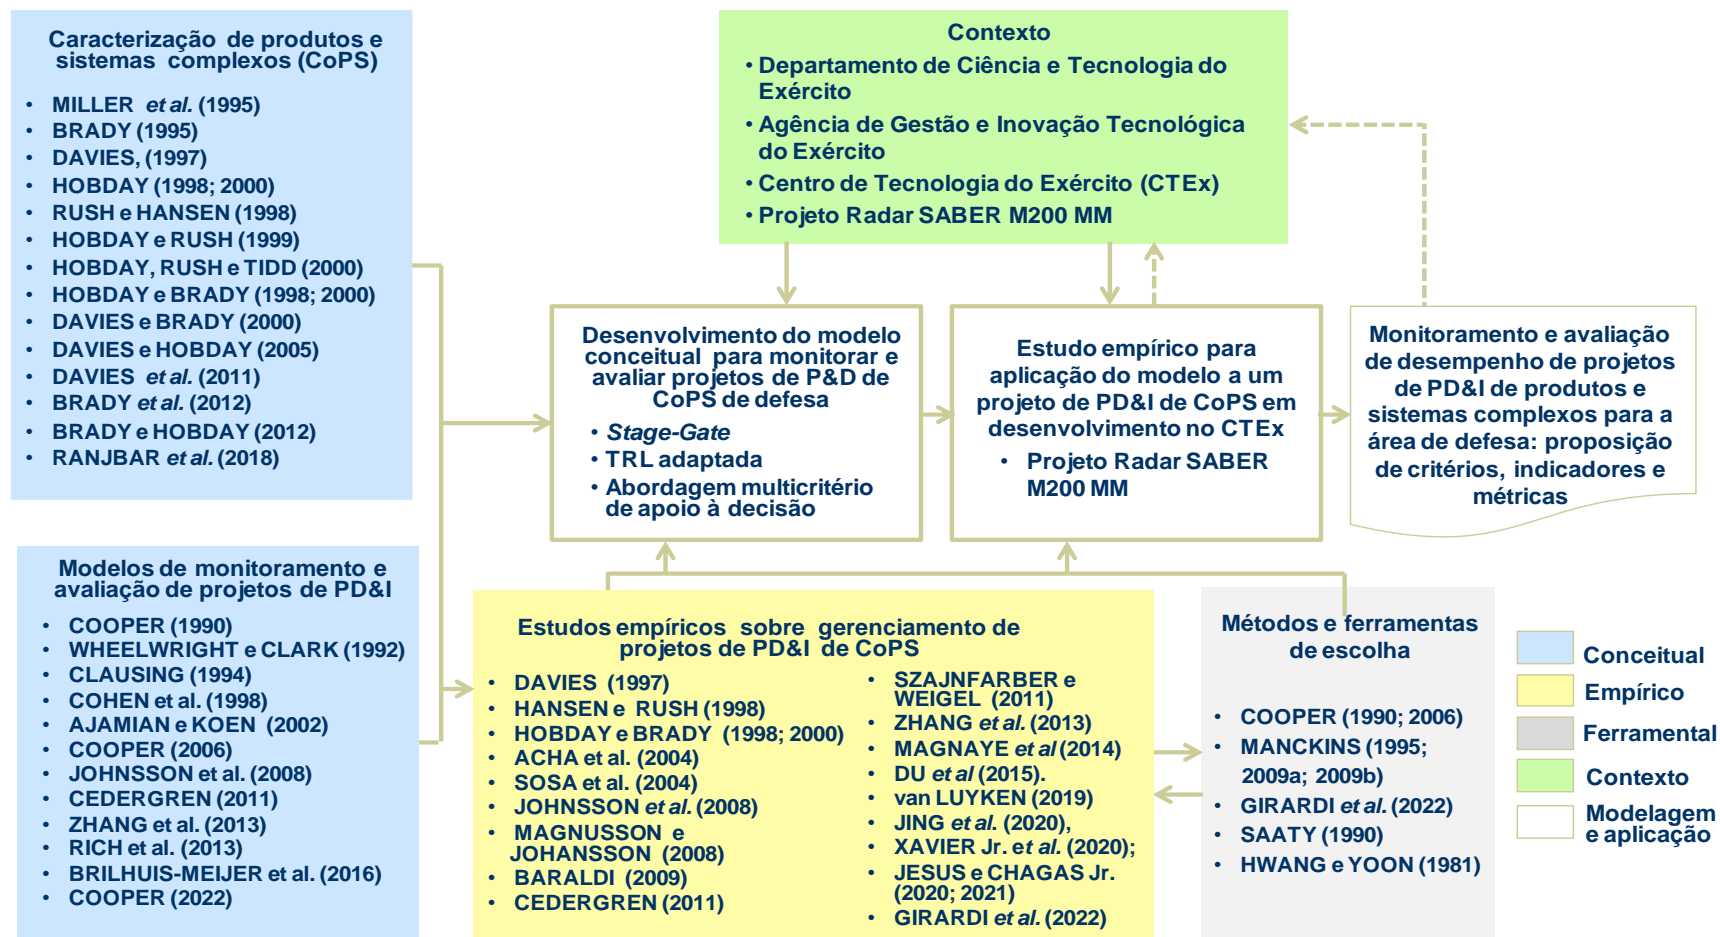 Caracterização de produtos e
sistemas complexos (CoPS)
• MILLER et al. (1995)
• BRADY (1995)
• DAVIES, (1997)
• HOBDAY (1998; 2000)
• RUSH e HANSEN (1998)
• HOBDAY e RUSH (1999)
• HOBDAY, RUSH e TIDD (2000)
• HOBDAY e BRADY (1998; 2000)
• DAVIES e BRADY (2000)
• DAVIES e HOBDAY (2005)
• DAVIES et al. (2011)
• BRADY et al. (2012)
• BRADY e HOBDAY (2012)
• RANJBAR et al. (2018)
Modelos de monitoramento e
avaliação de projetos de PD&I
• COOPER (1990)
• WHEELWRIGHT e CLARK (1992)
• CLAUSING (1994)
• COHEN et al. (1998)
• AJAMIAN e KOEN (2002)
• COOPER (2006)
• JOHNSSON et al. (2008)
• CEDERGREN (2011)
• ZHANG et al. (2013)
• RICH et al. (2013)
• BRILHUIS-MEIJER et al. (2016)
• COOPER (2022)
Contexto
• Departamento de Ciência e Tecnologia do
Exército
• Agência de Gestão e Inovação Tecnológica
do Exército
• Centro de Tecnologia do Exército (CTEx)
• Projeto Radar SABER M200 MM
Desenvolvimento do modelo
conceitual para monitorar e
avaliar projetos de P&D de
CoPS de defesa
• Stage-Gate
• TRL adaptada
• Abordagem multicritério
de apoio à decisão
Estudo empírico para
aplicação do modelo a um
projeto de PD&I de CoPS em
desenvolvimento no CTEx
• Projeto Radar SABER
M200 MM
Monitoramento e avaliação
de desempenho de projetos
de PD&I de produtos e
sistemas complexos para a
área de defesa: proposição
de critérios, indicadores e
métricas
Estudos empíricos sobre gerenciamento de
projetos de PD&I de CoPS
• DAVIES (1997)
• HANSEN e RUSH (1998)
• HOBDAY e BRADY (1998; 2000)
• ACHA et al. (2004)
• SOSA et al. (2004)
• JOHNSSON et al. (2008)
• MAGNUSSON e
JOHANSSON (2008)
• BARALDI (2009)
• CEDERGREN (2011)
• SZAJNFARBER e
WEIGEL (2011)
• ZHANG et al. (2013)
• MAGNAYE et al (2014)
• DU et al (2015).
• van LUYKEN (2019)
• JING et al. (2020),
• XAVIER Jr. et al. (2020);
• JESUS e CHAGAS Jr.
(2020; 2021)
• GIRARDI et al. (2022)
Métodos e ferramentas
de escolha
• COOPER (1990; 2006)
• MANCKINS (1995;
2009a; 2009b)
• GIRARDI et al. (2022)
• SAATY (1990)
• HWANG e YOON (1981)
Conceitual
Empírico
Ferramental
Contexto
Modelagem
e aplicação